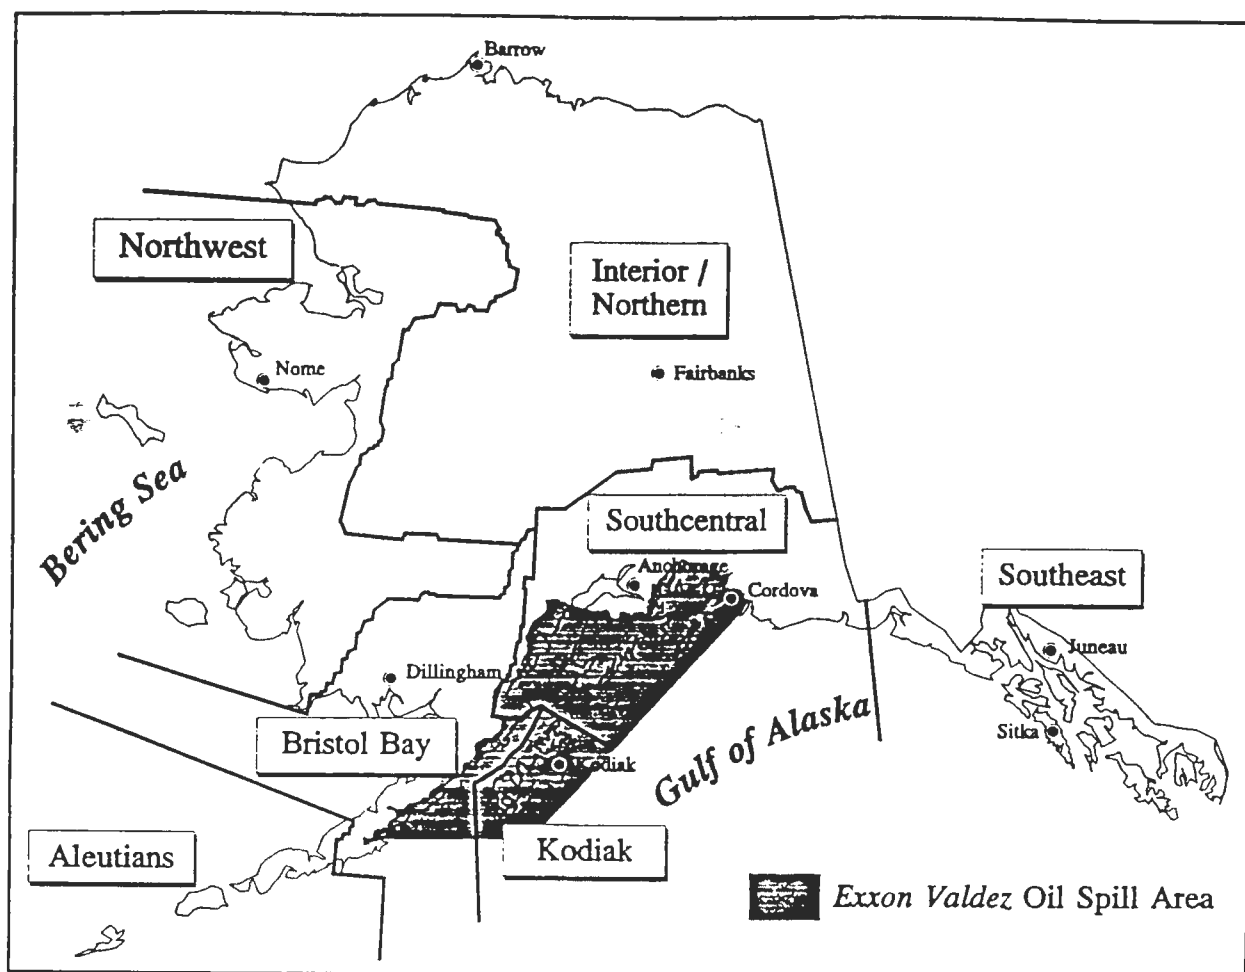 Barrow
Northwest
Interior /
Northern
Nome
Fairbanks
Bering Sea
Southcentral
Anchorage
Cordova
Southeast
Juneau
Dillingham
Sitka
Bristol Bay
Gulf of Alaska
Kodiak
Kodiak
Aleutians
Exxon Valdez Oil Spill Area